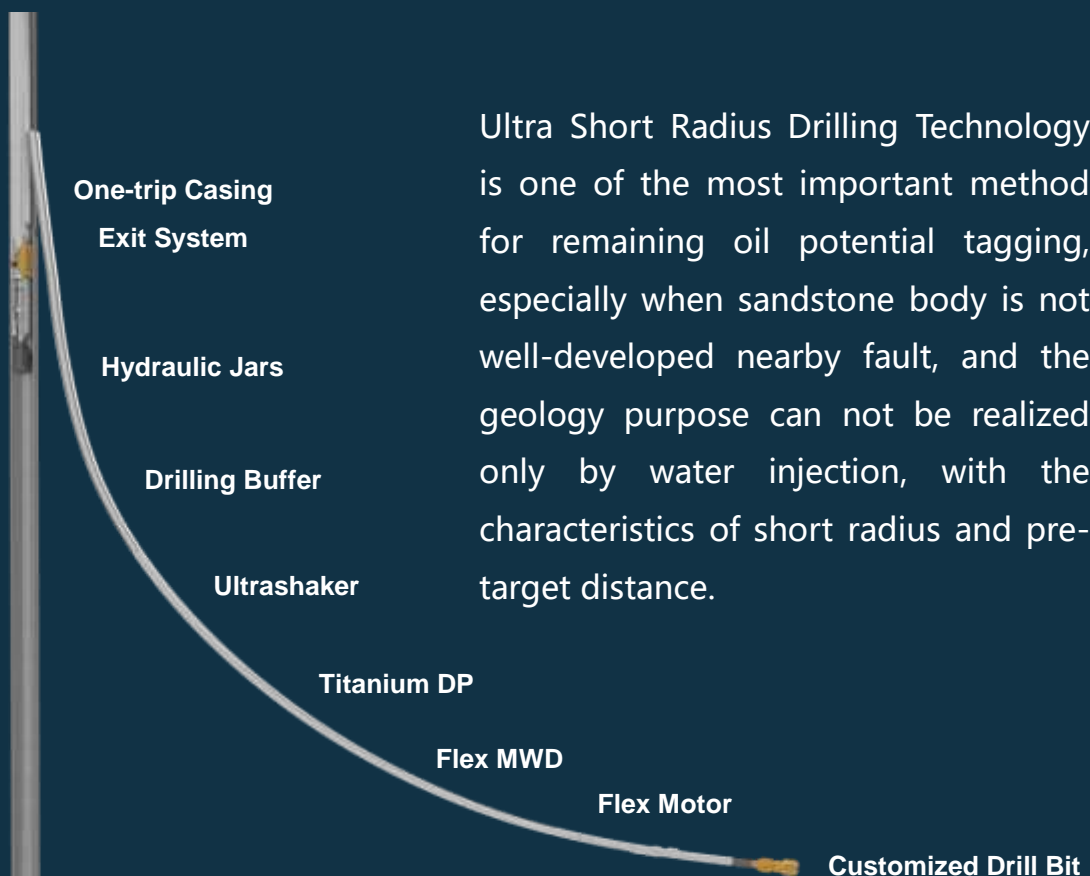 Ultra Short Radius Drilling Technology
is one of the most important method
for remaining oil potential tagging,
especially when sandstone body is not
well-developed nearby fault, and the
geology purpose can not be realized
only by water injection, with the
characteristics of short radius and pre-
target distance.
One-trip Casing
Exit System
Hydraulic Jars
Drilling Buffer
Ultrashaker
Titanium DP
Flex MWD
Flex Motor
Customized Drill Bit